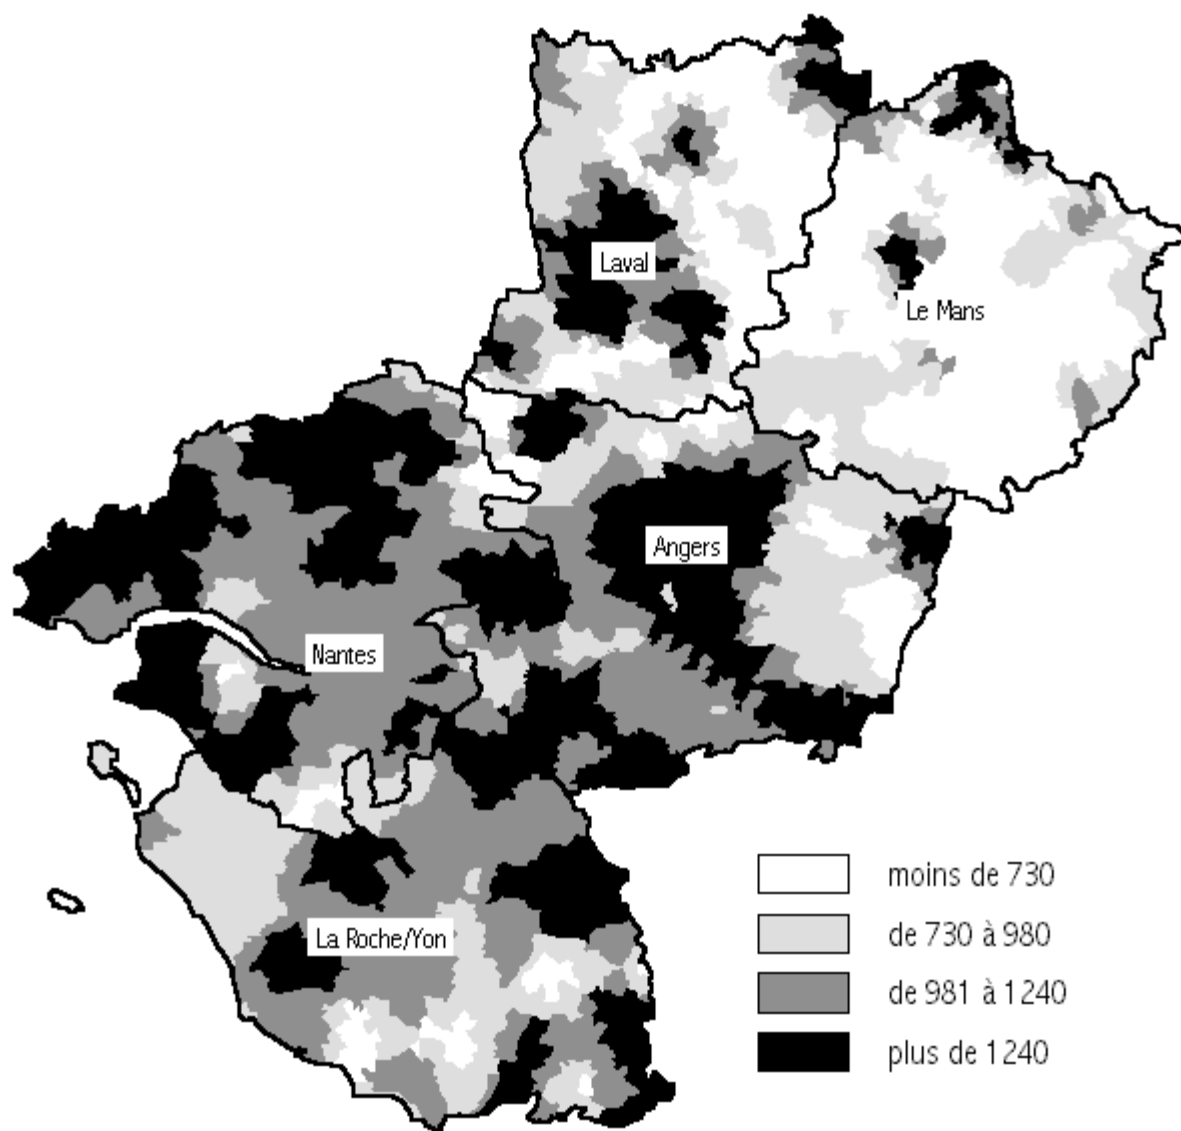 Laval
Le Mans
Angers
Nantes
La Roche/Yon
moins de 730
de 730 à 980
de 981 à 1240
plus de 1240